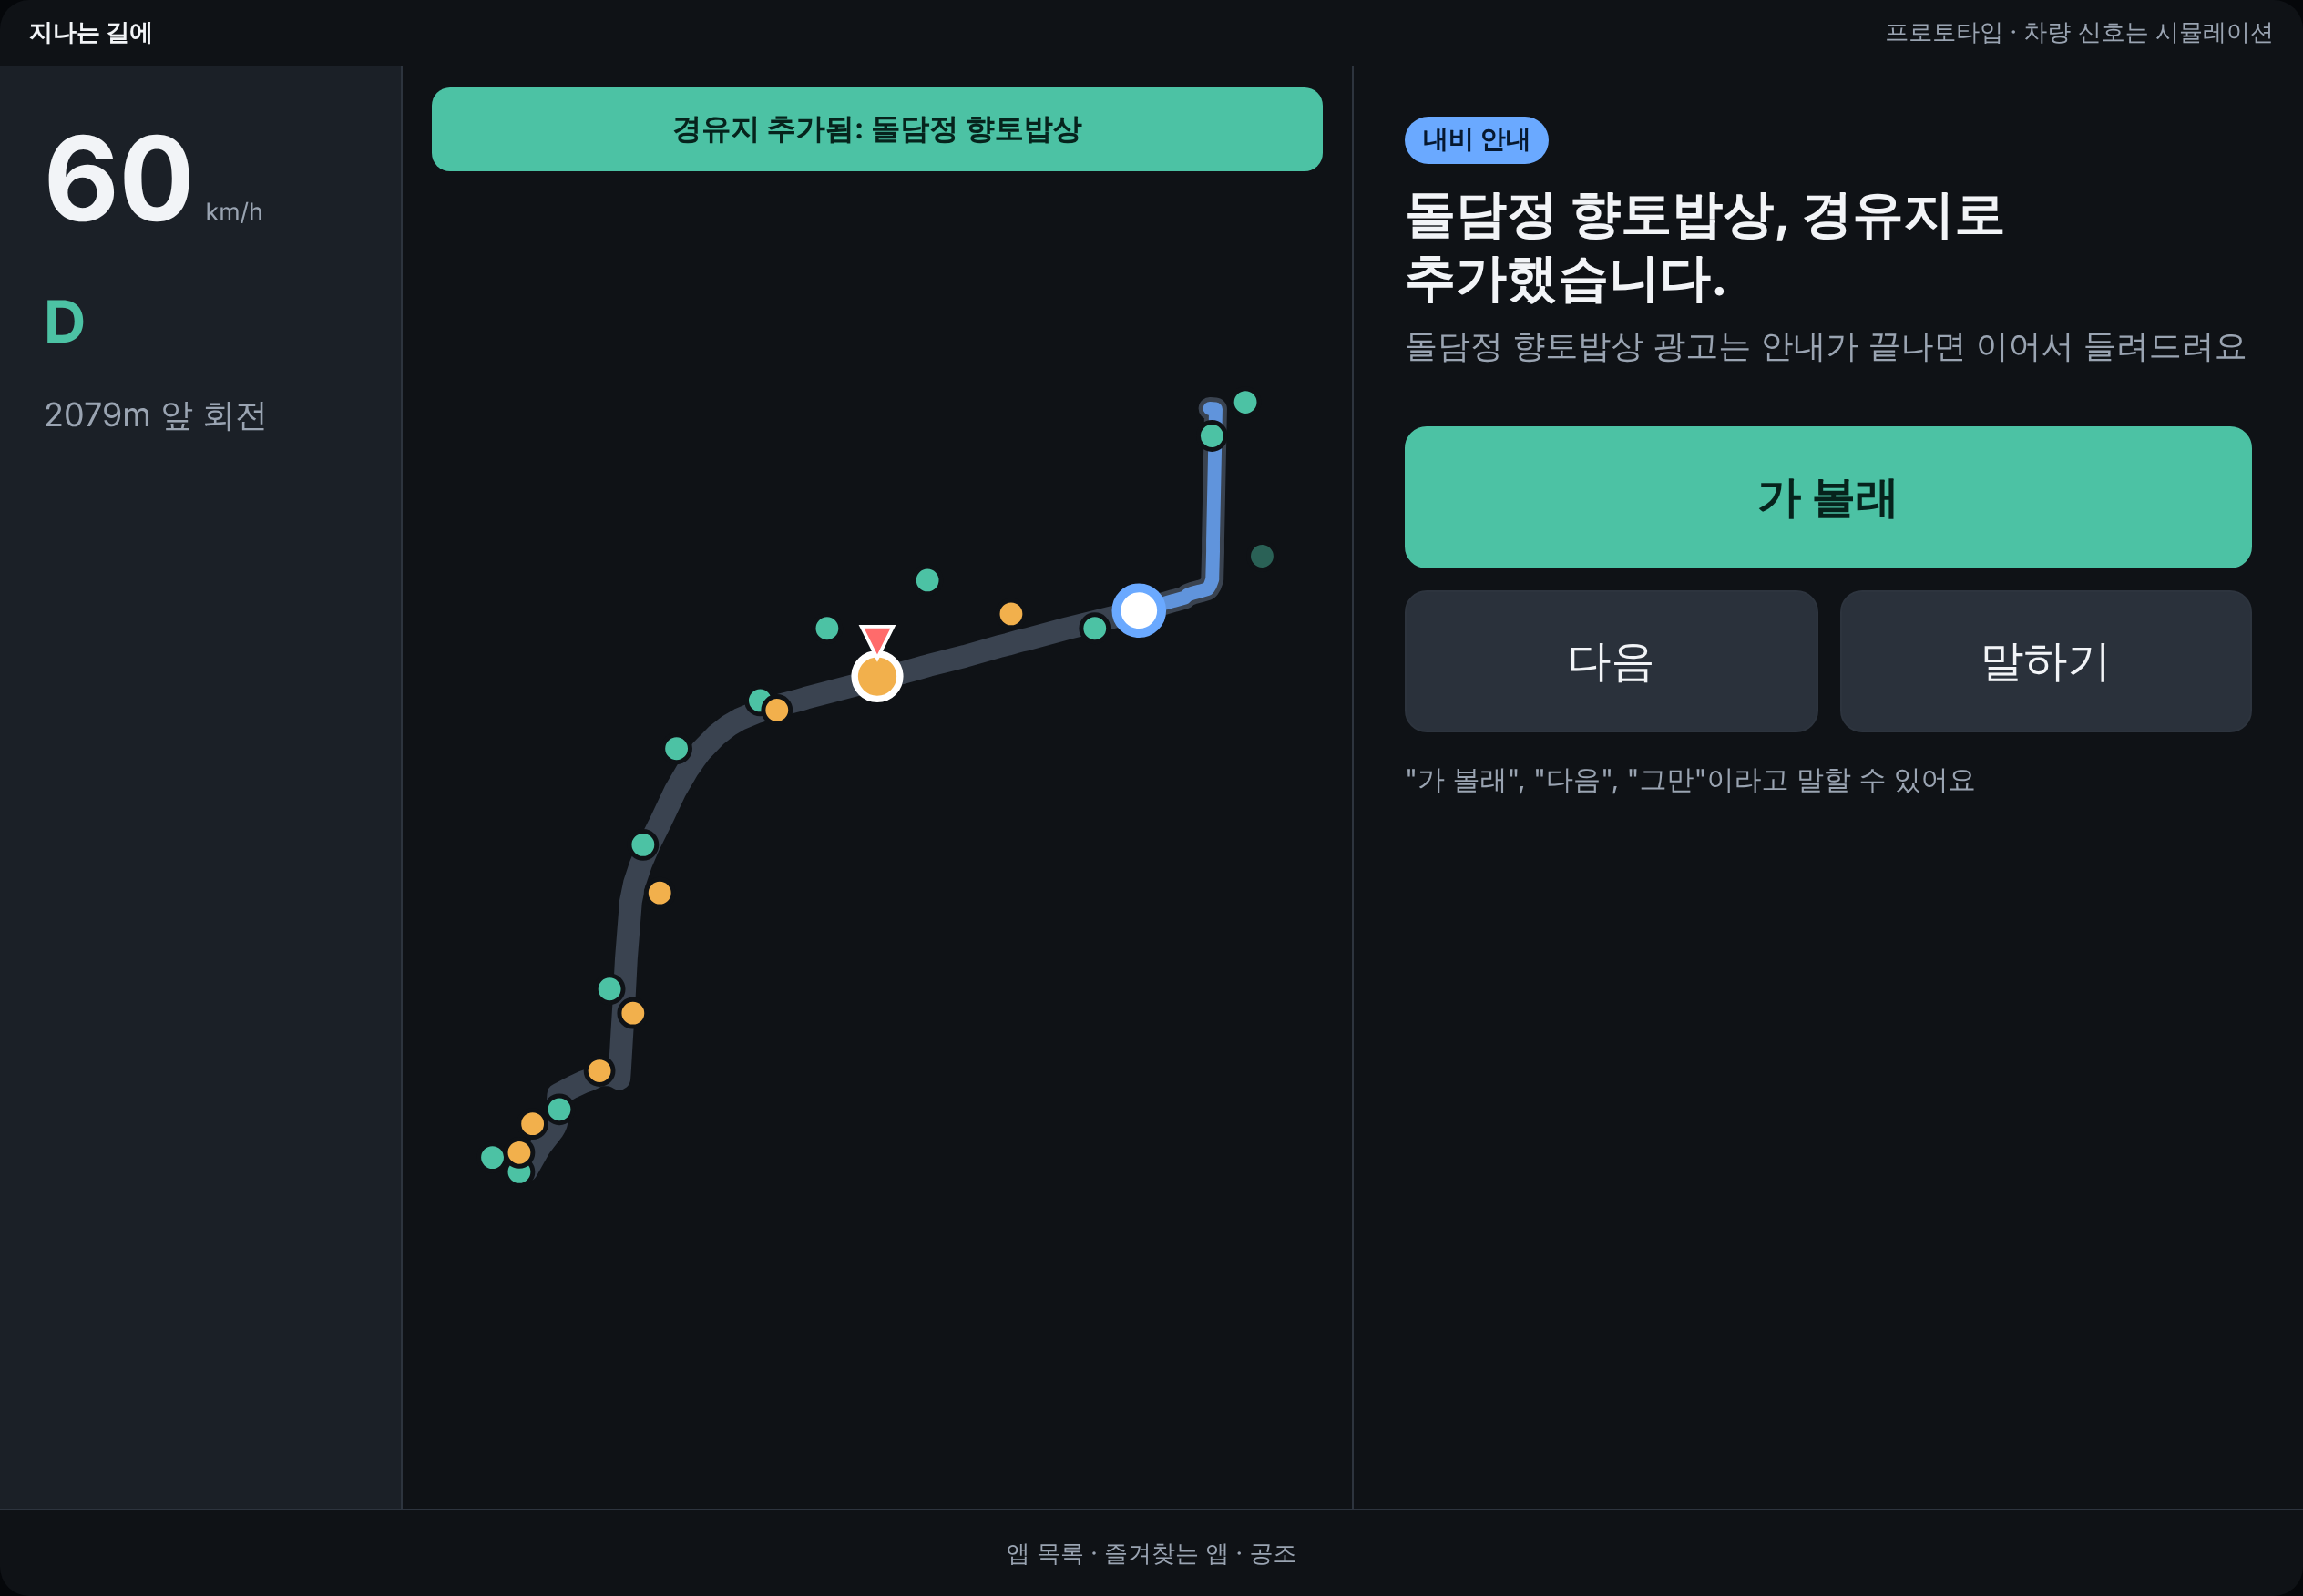 지나는 길에
프로토타입 · 차량 신호는 시뮬레이션
60 km/h
D
2079m 앞 회전
경유지 추가됨: 돌담정 향토밥상
내비 안내
돌담정 향토밥상, 경유지로
추가했습니다.
돌담정 향토밥상 광고는 안내가 끝나면 이어서 들려드려요
가 볼래
다음
말하기
"가 볼래", "다음", "그만"이라고 말할 수 있어요
앱 목록 · 즐겨찾는 앱 · 공조